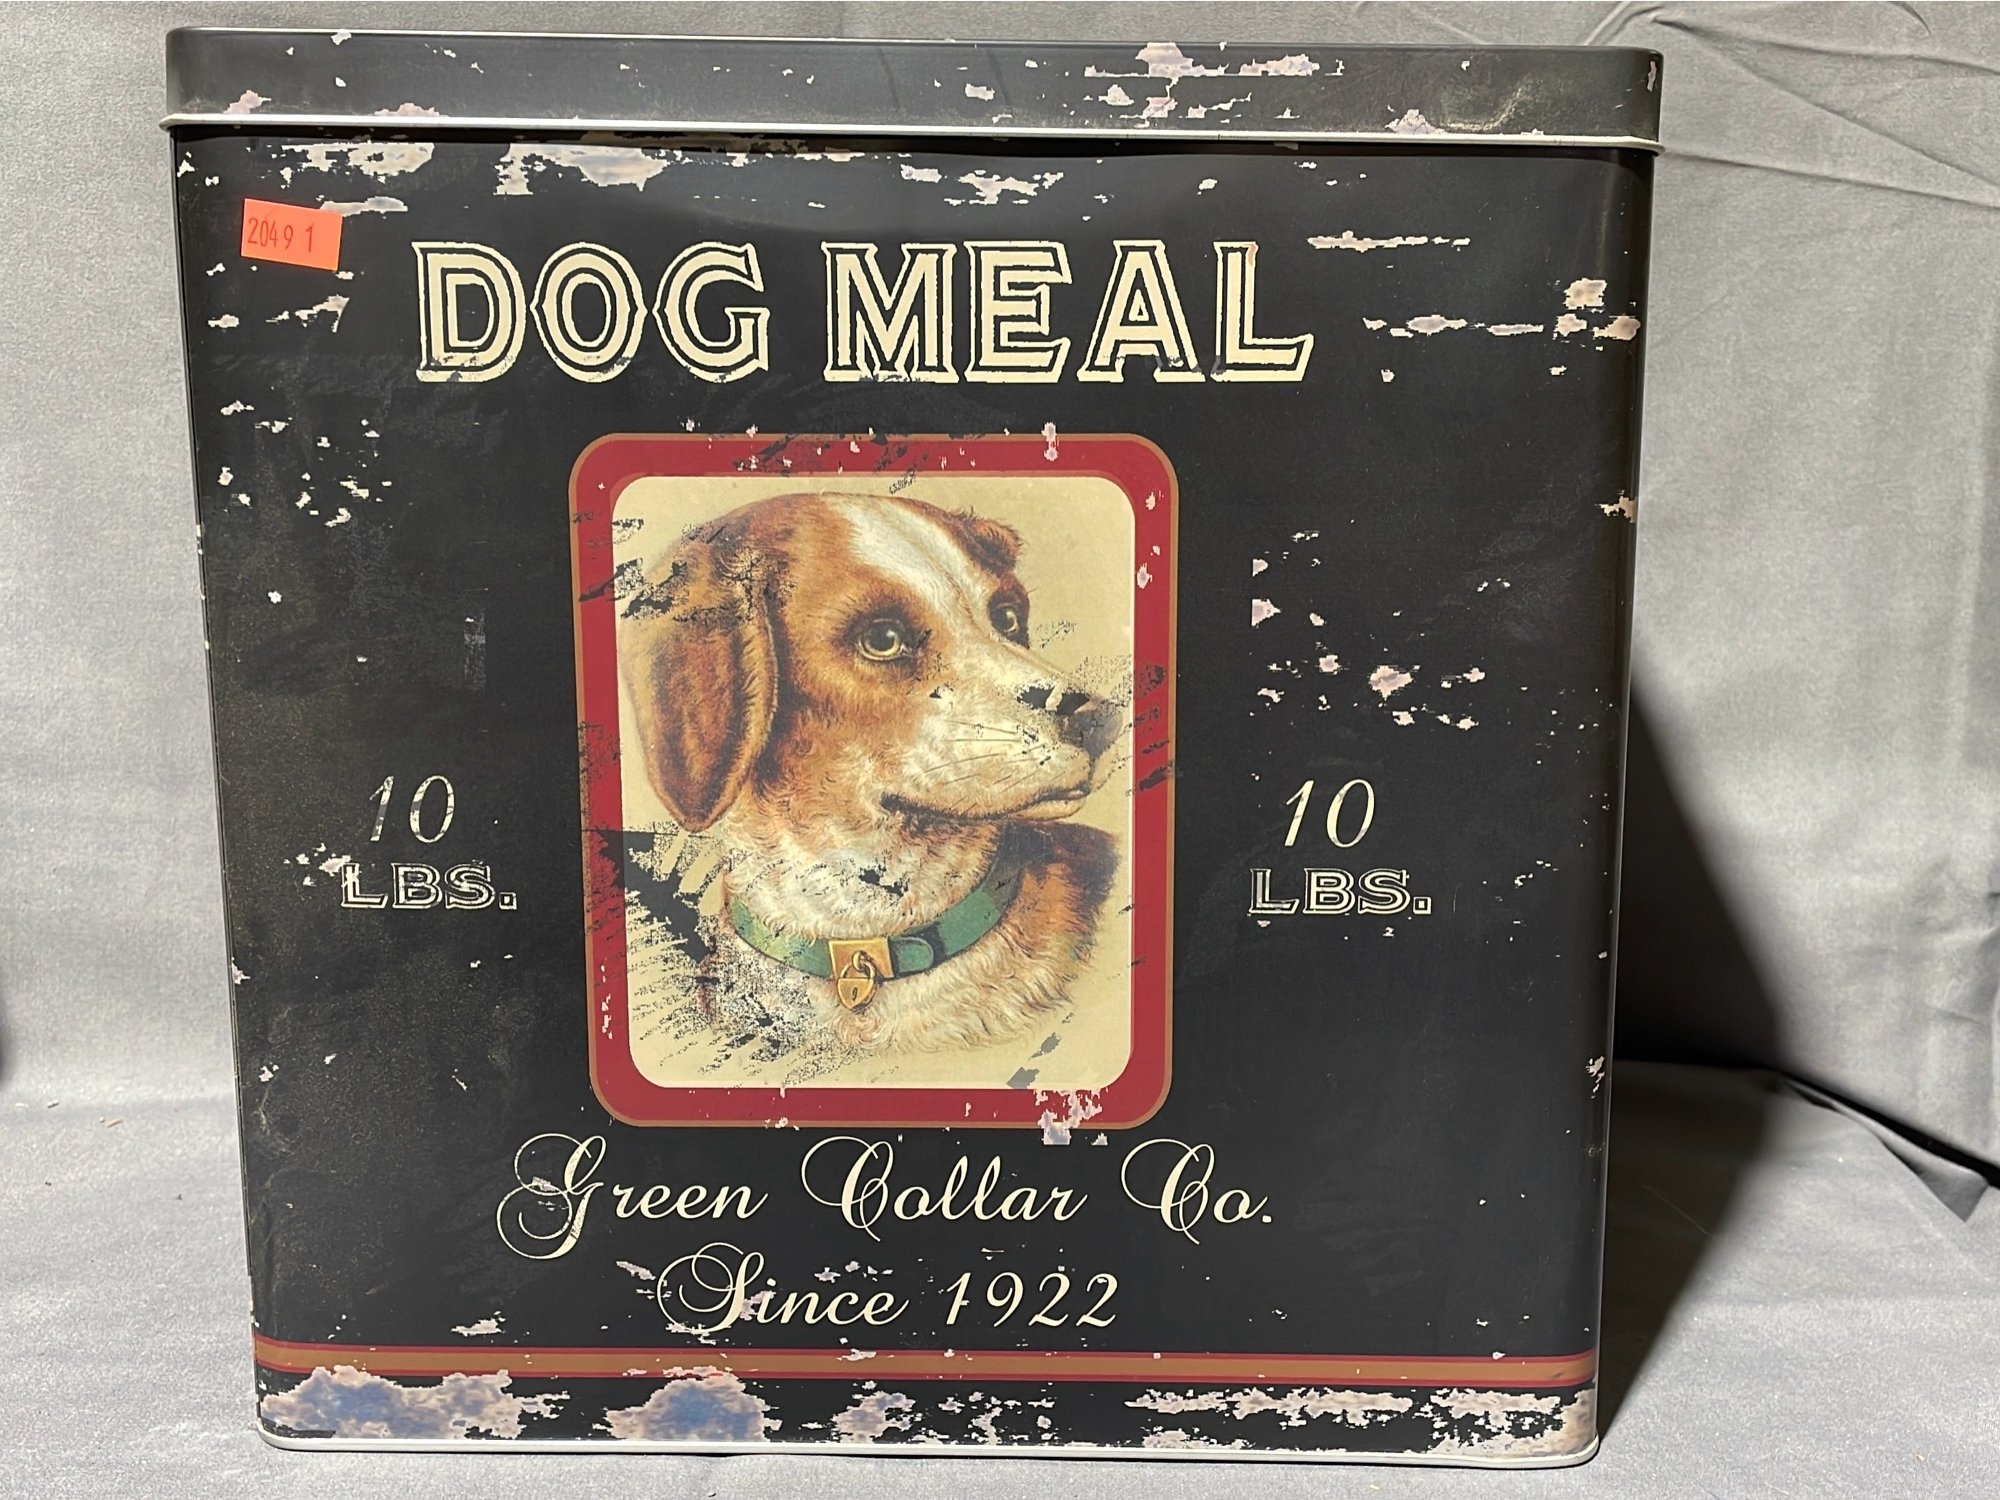 2049 1
DOG MEAL
10 10
LBS. LBS.
Green Collar Co.
Since 1922